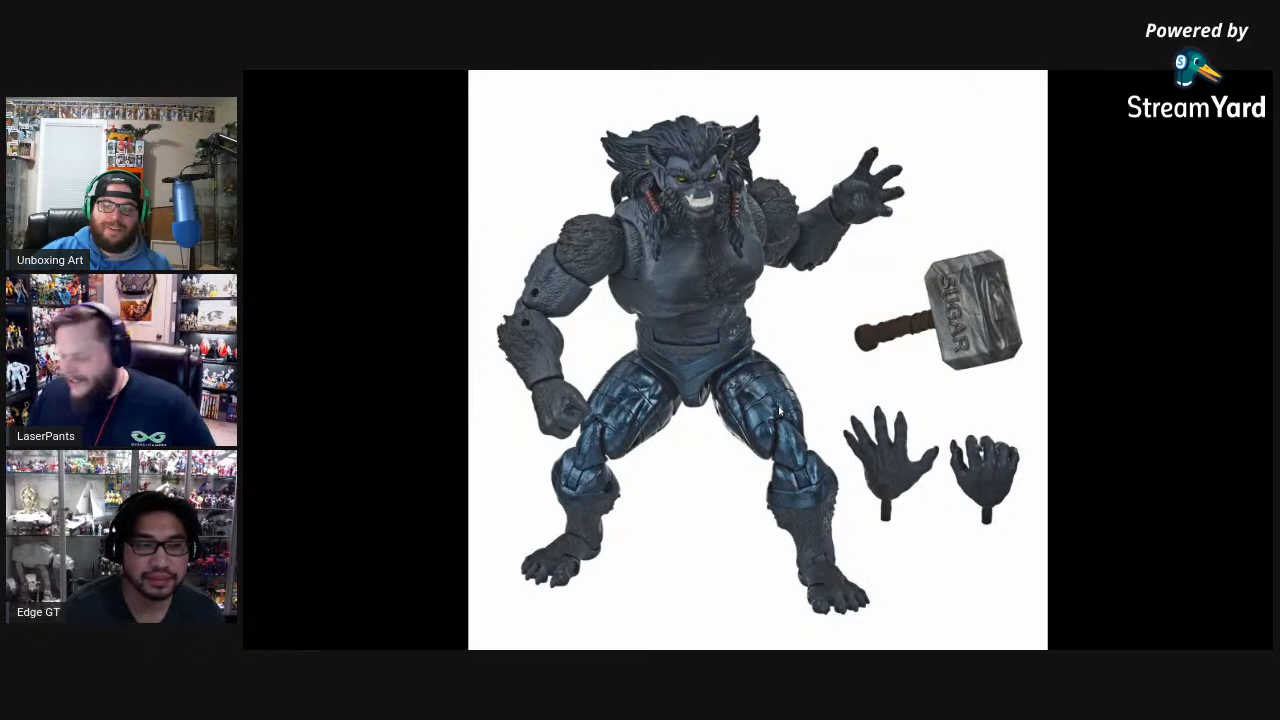 Powered by
StreamYard
Unboxing Art
LaserPants
Edge GT
SUGAR